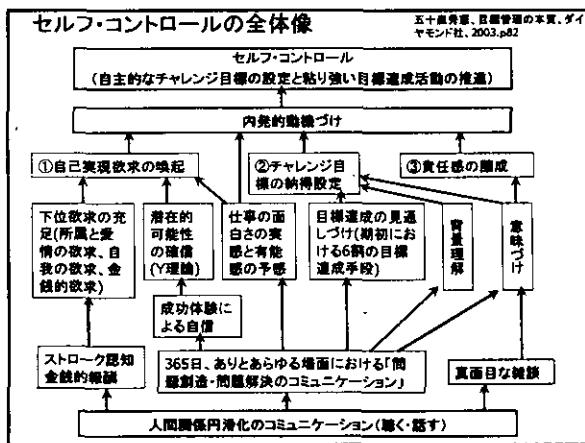 セルフ・コントロールの全体像
五十嵐英憲、目標管理の本質、ダイ
ヤモンド社、2003.p82
セルフ・コントロール
(自主的なチャレンジ目標の設定と粘り強い目標達成活動の推進)
内発的動機づけ
①自己実現欲求の喚起
②チャレンジ目
標の納得設定
③責任感の醸成
下位欲求の充
足(所属と愛
情の欲求、自
我の欲求、金
銭的欲求)
潜在的
可能性
の確信
(Y理論)
仕事の面
白さの実
感と有能
感の予感
目標達成の見通
しづけ(期初にお
ける6割の目標
達成手段)
背景理解
意味づけ
成功体験に
よる自信
ストローク認知
金銭的報酬
365日、ありとあらゆる場面における「問
題創造・問題解決のコミュニケーション」
真面目な雑談
人間関係円滑化のコミュニケーション(聴く・話す)